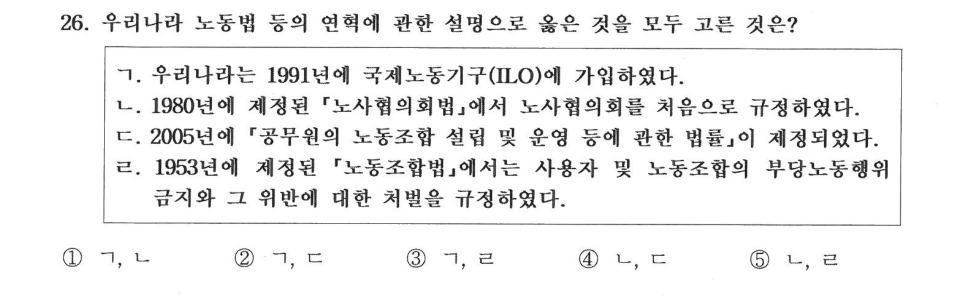 26. 우리나라 노동법 등의 연혁에 관한 설명으로 옳은 것을 모두 고른 것은?
ㄱ. 우리나라는 1991년에 국제노동기구(ILO)에 가입하였다.
ㄴ. 1980년에 제정된 「노사협의회법」에서 노사협의회를 처음으로 규정하였다.
ㄷ. 2005년에 「공무원의 노동조합 설립 및 운영 등에 관한 법률」이 제정되었다.
ㄹ. 1953년에 제정된 「노동조합법」에서는 사용자 및 노동조합의 부당노동행위
금지와 그 위반에 대한 처벌을 규정하였다.
① ㄱ, ㄴ ② ㄱ, ㄷ ③ ㄱ, ㄹ ④ ㄴ, ㄷ ⑤ ㄴ, ㄹ